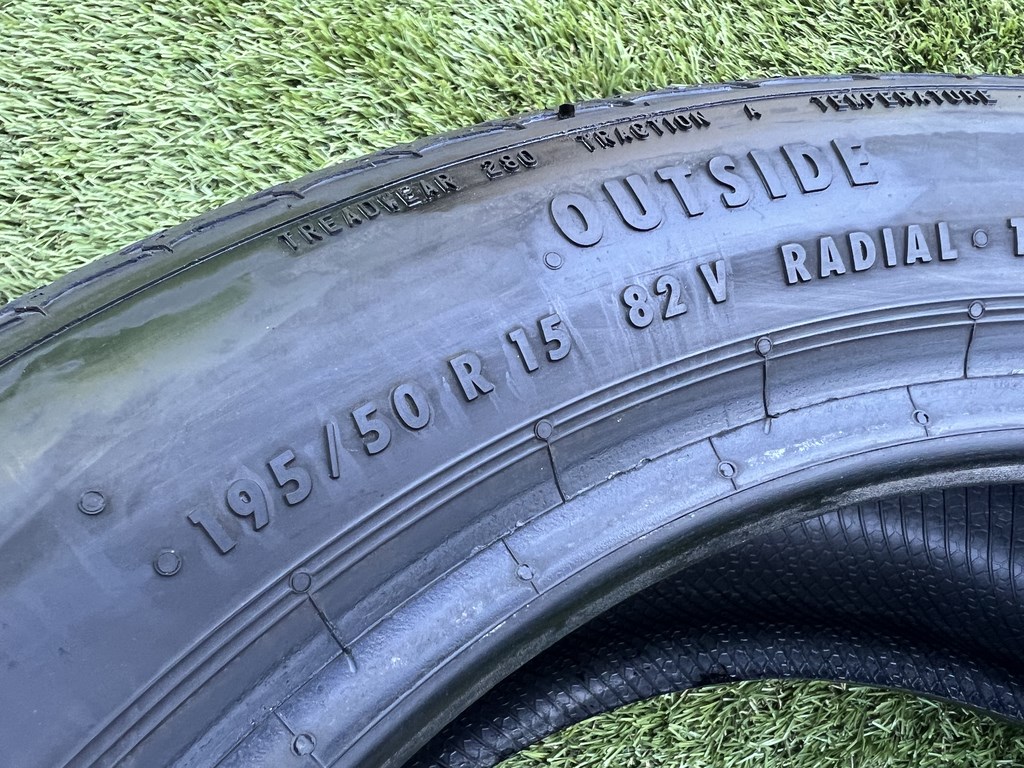 TREADWEAR 280 TRACTION A TEMPERATURE
OUTSIDE
195/50 R 15 82 V RADIAL